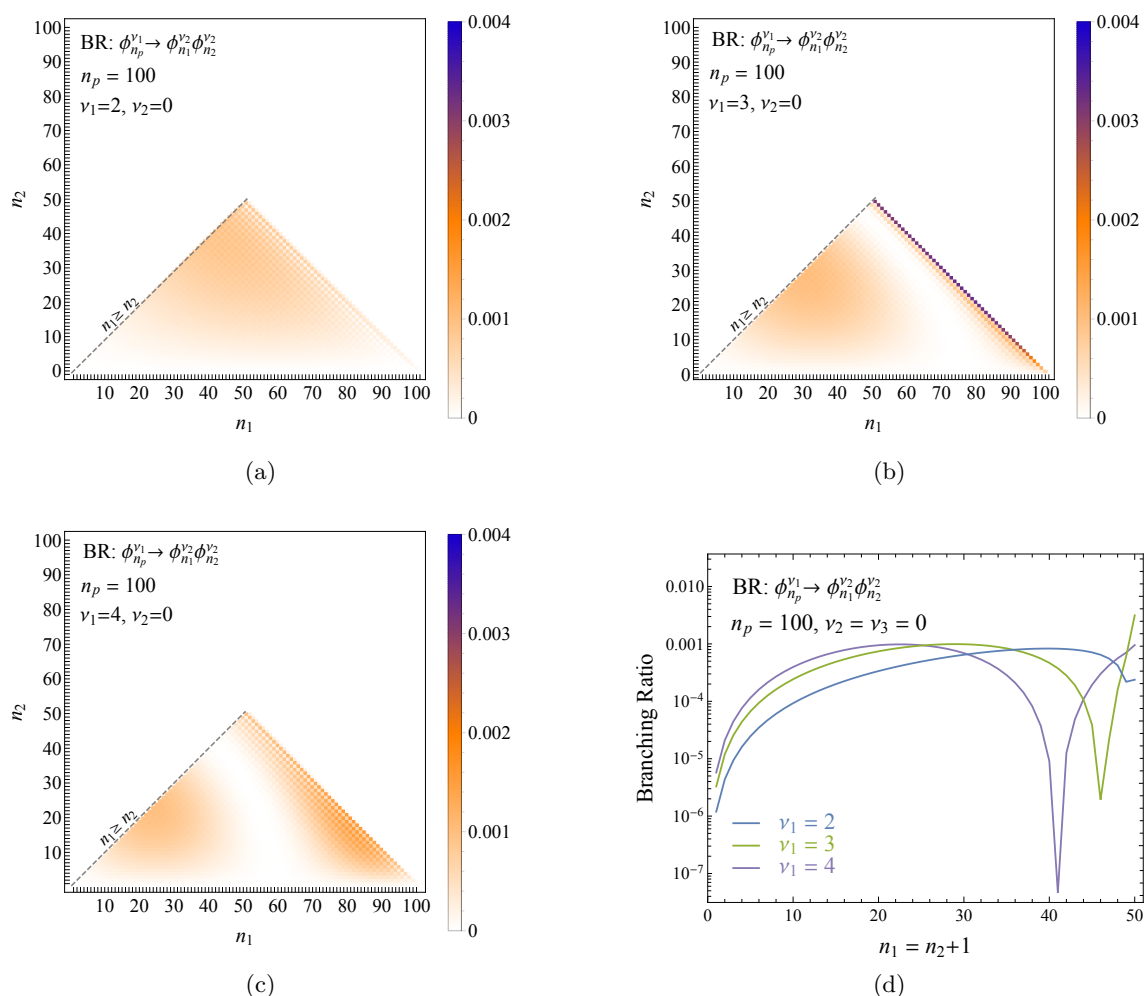 BR: ϕ_{n_p}^{ν_1} → ϕ_{n_1}^{ν_2} ϕ_{n_2}^{ν_2}
n_p = 100
ν_1=2, ν_2=0
n_1 ≥ n_2
100
90
80
70
60
50
40
30
20
10
0
n_2
10 20 30 40 50 60 70 80 90 100
n_1
0.004
0.003
0.002
0.001
0
(a)
BR: ϕ_{n_p}^{ν_1} → ϕ_{n_1}^{ν_2} ϕ_{n_2}^{ν_2}
n_p = 100
ν_1=3, ν_2=0
n_1 ≥ n_2
100
90
80
70
60
50
40
30
20
10
0
n_2
10 20 30 40 50 60 70 80 90 100
n_1
0.004
0.003
0.002
0.001
0
(b)
BR: ϕ_{n_p}^{ν_1} → ϕ_{n_1}^{ν_2} ϕ_{n_2}^{ν_2}
n_p = 100
ν_1=4, ν_2=0
n_1 ≥ n_2
100
90
80
70
60
50
40
30
20
10
n_2
10 20 30 40 50 60 70 80 90 100
n_1
0.004
0.003
0.002
0.001
0
(c)
BR: ϕ_{n_p}^{ν_1} → ϕ_{n_1}^{ν_2} ϕ_{n_2}^{ν_2}
n_p = 100, ν_2 = ν_3 = 0
0.010
0.001
10^{-4}
10^{-5}
10^{-6}
10^{-7}
Branching Ratio
ν_1 = 2
ν_1 = 3
ν_1 = 4
0 10 20 30 40 50
n_1 = n_2+1
(d)